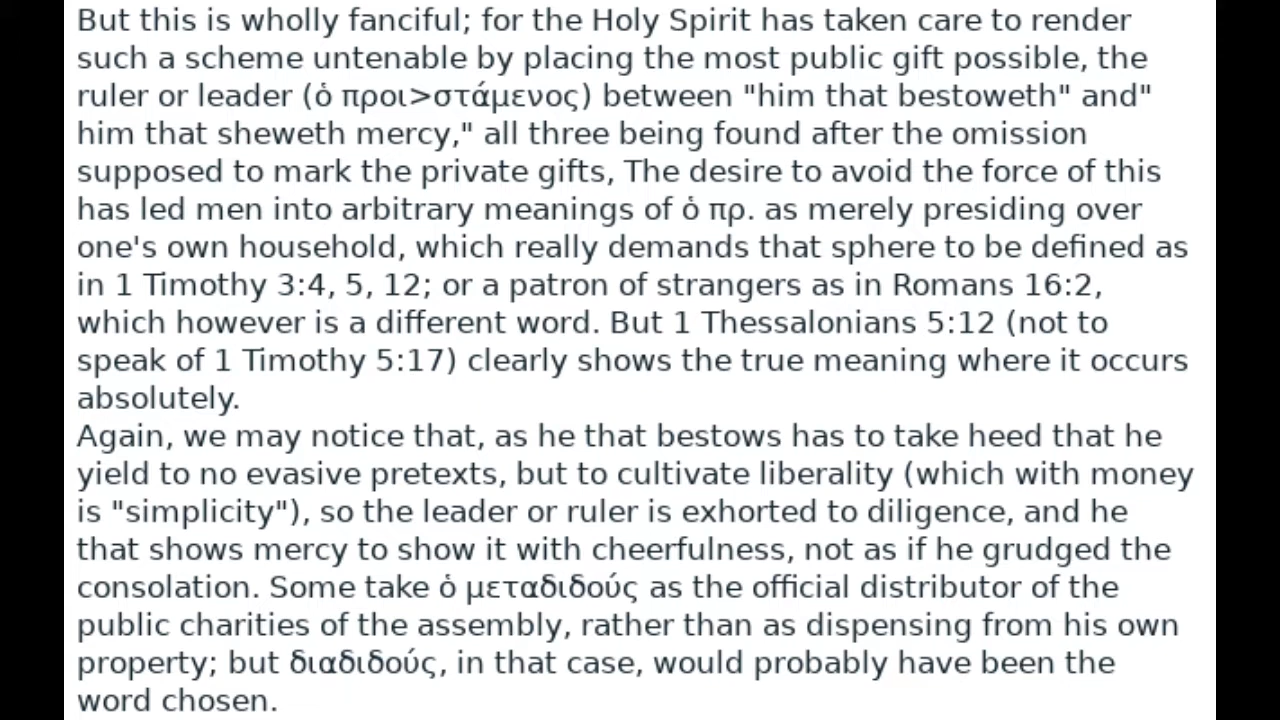 But this is wholly fanciful; for the Holy Spirit has taken care to render
such a scheme untenable by placing the most public gift possible, the
ruler or leader (ὁ προι>στάμενος) between "him that bestoweth" and"
him that sheweth mercy," all three being found after the omission
supposed to mark the private gifts, The desire to avoid the force of this
has led men into arbitrary meanings of ὁ πρ. as merely presiding over
one's own household, which really demands that sphere to be defined as
in 1 Timothy 3:4, 5, 12; or a patron of strangers as in Romans 16:2,
which however is a different word. But 1 Thessalonians 5:12 (not to
speak of 1 Timothy 5:17) clearly shows the true meaning where it occurs
absolutely.
Again, we may notice that, as he that bestows has to take heed that he
yield to no evasive pretexts, but to cultivate liberality (which with money
is "simplicity"), so the leader or ruler is exhorted to diligence, and he
that shows mercy to show it with cheerfulness, not as if he grudged the
consolation. Some take ὁ μεταδιδούς as the official distributor of the
public charities of the assembly, rather than as dispensing from his own
property; but διαδιδούς, in that case, would probably have been the
word chosen.